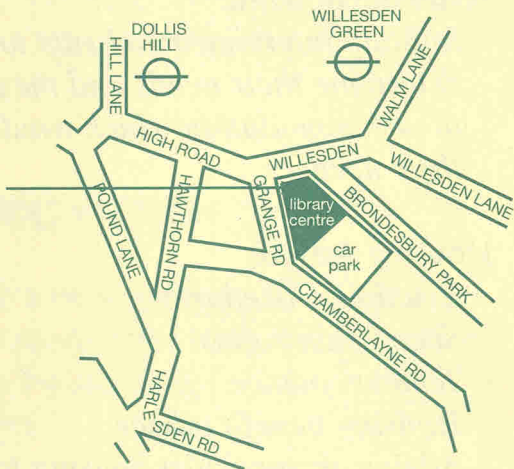 DOLLIS
HILL
WILLESDEN
GREEN
HILL LANE
WALM LANE
HIGH ROAD
WILLESDEN
WILLESDEN LANE
POUND LANE
HAWTHORN RD
GRANGE RD
library
centre
BRONDESBURY PARK
car
park
CHAMBERLAYNE RD
HARLESDEN RD